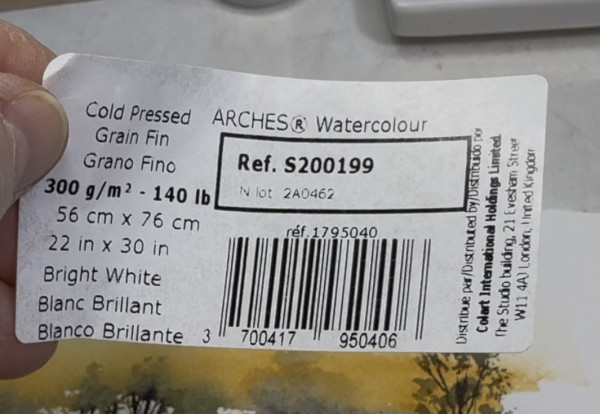 Cold Pressed
Grain Fin
Grano Fino
300 g/m² - 140 lb
56 cm x 76 cm
22 in x 30 in
Bright White
Blanc Brillant
Blanco Brillante
ARCHES® Watercolour
Ref. S200199
N lot 2A0462
réf.1795040
3 700417 950406
Distribué par/Distributed by/Distribuido por
Colart International Holdings Limited.
The Studio building, 21 Evesham Street
W11 4AJ London, United Kingdom